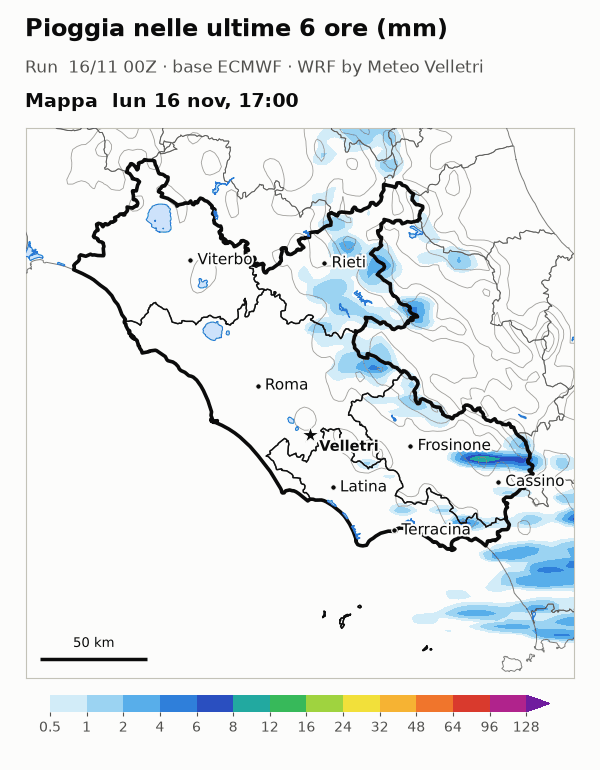 Pioggia nelle ultime 6 ore (mm)
Run  16/11 00Z · base ECMWF · WRF by Meteo Velletri
Mappa  lun 16 nov, 17:00
Viterbo
Rieti
Roma
Velletri
Frosinone
Latina
Cassino
Terracina
50 km
0.5 1 2 4 6 8 12 16 24 32 48 64 96 128